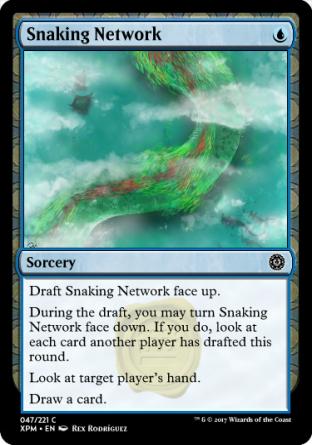 Snaking Network
Sorcery
Draft Snaking Network face up.
During the draft, you may turn Snaking
Network face down. If you do, look at
each card another player has drafted this
round.
Look at target player's hand.
Draw a card.
047/221 C
XPM • EN Rex Rodríguez
™ & © 2017 Wizards of the Coast